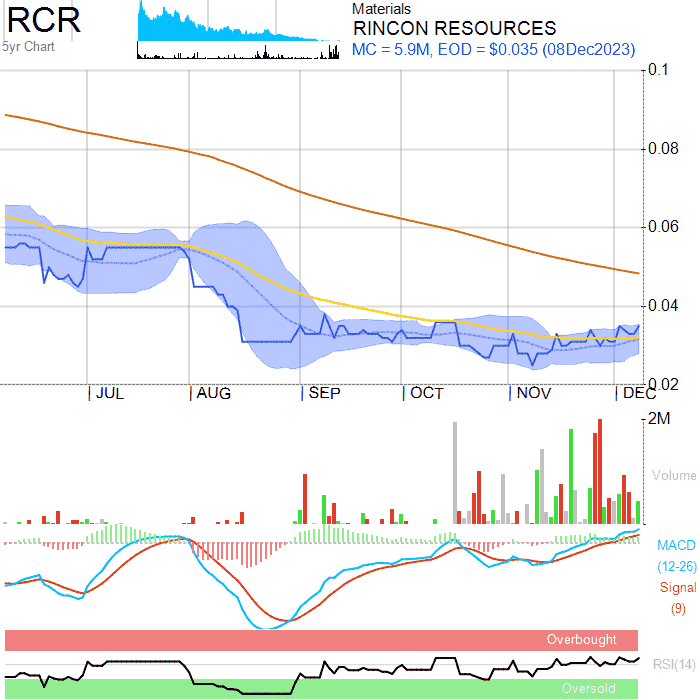 RCR
5yr Chart
Materials
RINCON RESOURCES
MC = 5.9M, EOD = $0.035 (08Dec2023)
0.1
0.08
0.06
0.04
0.02
JUL
AUG
SEP
OCT
NOV
DEC
2M
Volume
MACD
(12-26)
Signal
(9)
Overbought
RSI(14)
Oversold